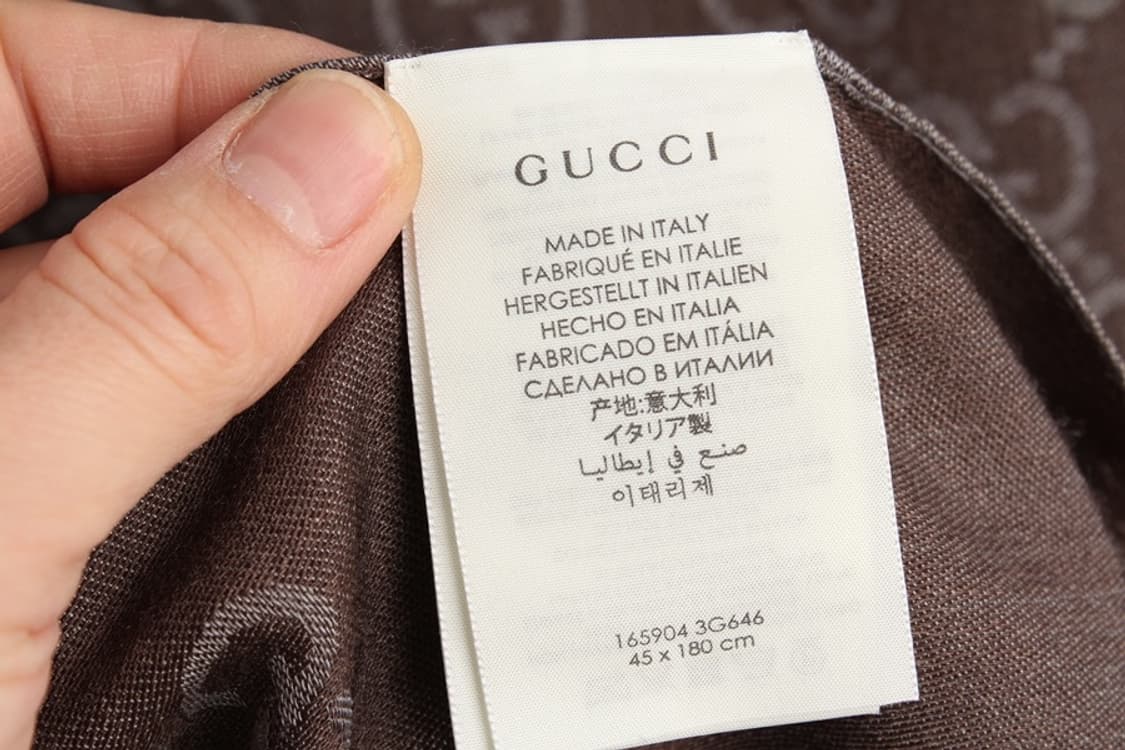 GUCCI
MADE IN ITALY
FABRIQUÉ EN ITALIE
HERGESTELLT IN ITALIEN
HECHO EN ITALIA
FABRICADO EM ITÁLIA
СДЕЛАНО В ИТАЛИИ
产地:意大利
イタリア製
صنع في إيطاليا
이태리제
165904 3G646
45 x 180 cm